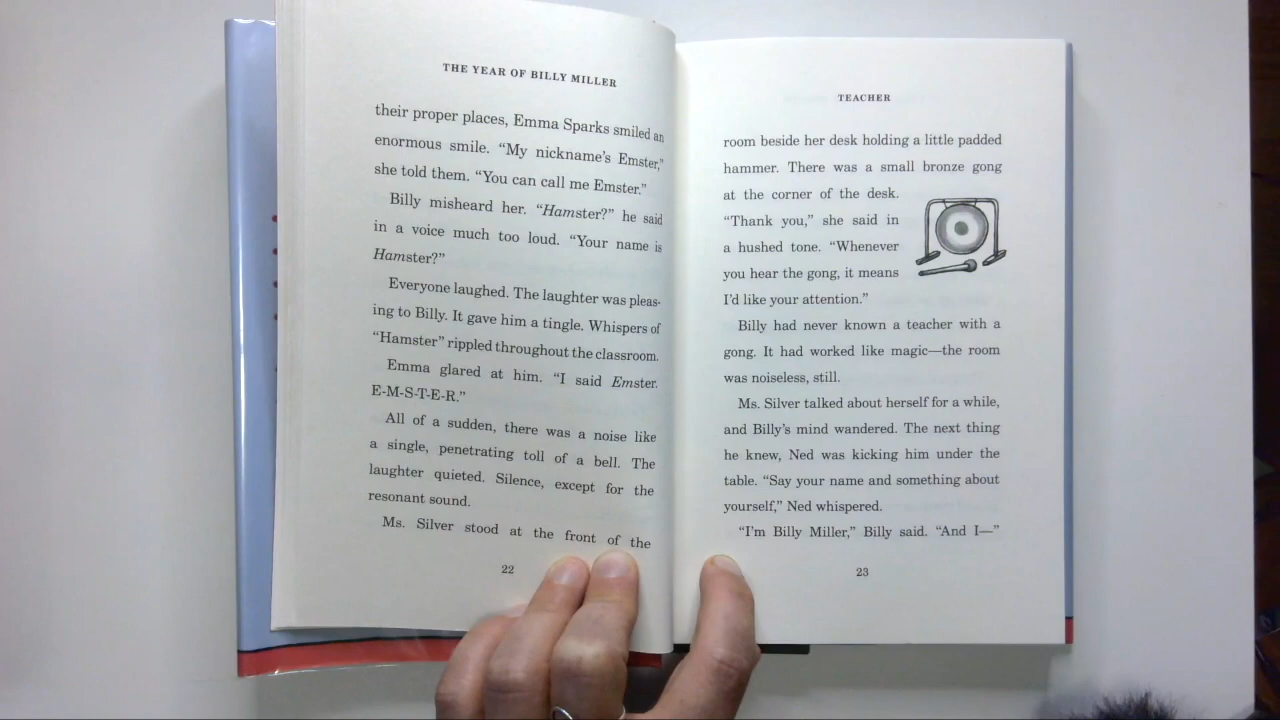 THE YEAR OF BILLY MILLER
their proper places, Emma Sparks smiled an
enormous smile. “My nickname’s Emster,”
she told them. “You can call me Emster.”
Billy misheard her. “Hamster?” he said
in a voice much too loud. “Your name is
Hamster?”
Everyone laughed. The laughter was pleas-
ing to Billy. It gave him a tingle. Whispers of
“Hamster” rippled throughout the classroom.
Emma glared at him. “I said Emster.
E-M-S-T-E-R.”
All of a sudden, there was a noise like
a single, penetrating toll of a bell. The
laughter quieted. Silence, except for the
resonant sound.
Ms. Silver stood at the front of the
22
TEACHER
room beside her desk holding a little padded
hammer. There was a small bronze gong
at the corner of the desk.
“Thank you,” she said in
a hushed tone. “Whenever
you hear the gong, it means
I’d like your attention.”
Billy had never known a teacher with a
gong. It had worked like magic—the room
was noiseless, still.
Ms. Silver talked about herself for a while,
and Billy’s mind wandered. The next thing
he knew, Ned was kicking him under the
table. “Say your name and something about
yourself,” Ned whispered.
“I’m Billy Miller,” Billy said. “And I—”
23